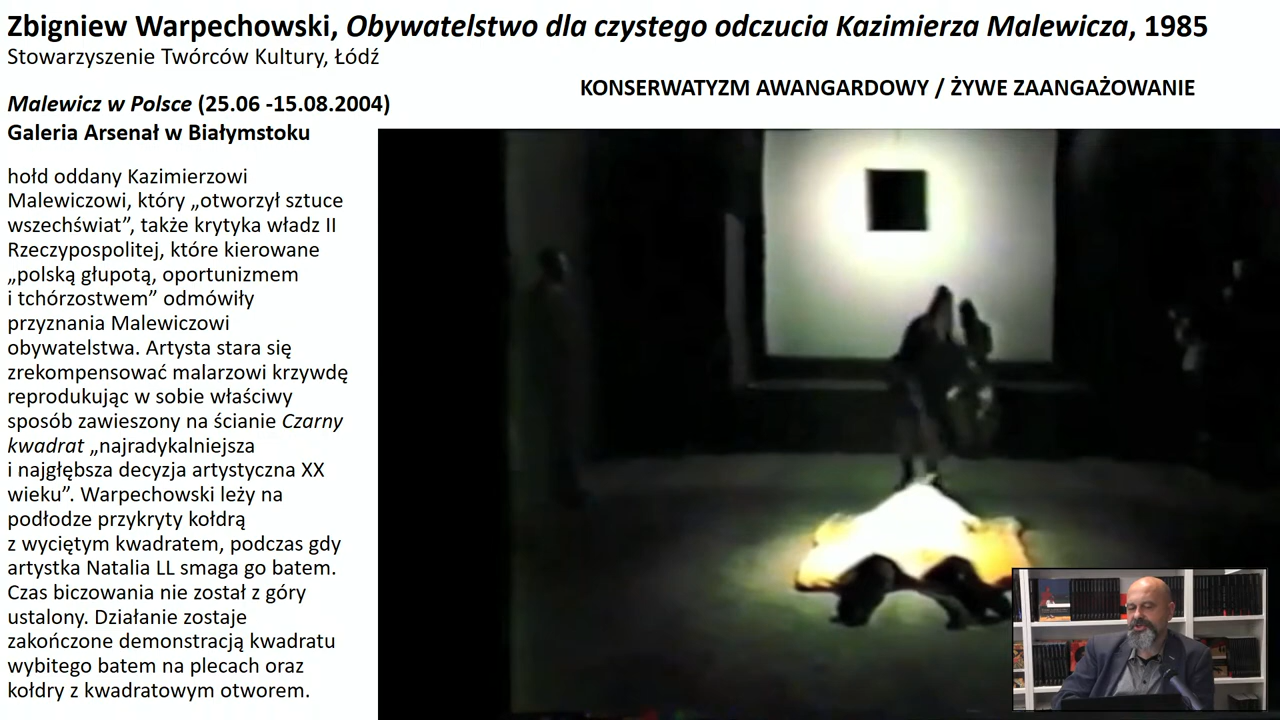 Zbigniew Warpechowski, Obywatelstwo dla czystego odczucia Kazimierza Malewicza, 1985
Stowarzyszenie Twórców Kultury, Łódź
KONSERWATYZM AWANGARDOWY / ŻYWE ZAANGAŻOWANIE
Malewicz w Polsce (25.06 -15.08.2004)
Galeria Arsenał w Białymstoku
hołd oddany Kazimierzowi
Malewiczowi, który „otworzył sztuce
wszechświat”, także krytyka władz II
Rzeczypospolitej, które kierowane
„polską głupotą, oportunizmem
i tchórzostwem” odmówiły
przyznania Malewiczowi
obywatelstwa. Artysta stara się
zrekompensować malarzowi krzywdę
reprodukując w sobie właściwy
sposób zawieszony na ścianie Czarny
kwadrat „najradykalniejsza
i najgłębsza decyzja artystyczna XX
wieku”. Warpechowski leży na
podłodze przykryty kołdrą
z wyciętym kwadratem, podczas gdy
artystka Natalia LL smaga go batem.
Czas biczowania nie został z góry
ustalony. Działanie zostaje
zakończone demonstracją kwadratu
wybitego batem na plecach oraz
kołdry z kwadratowym otworem.